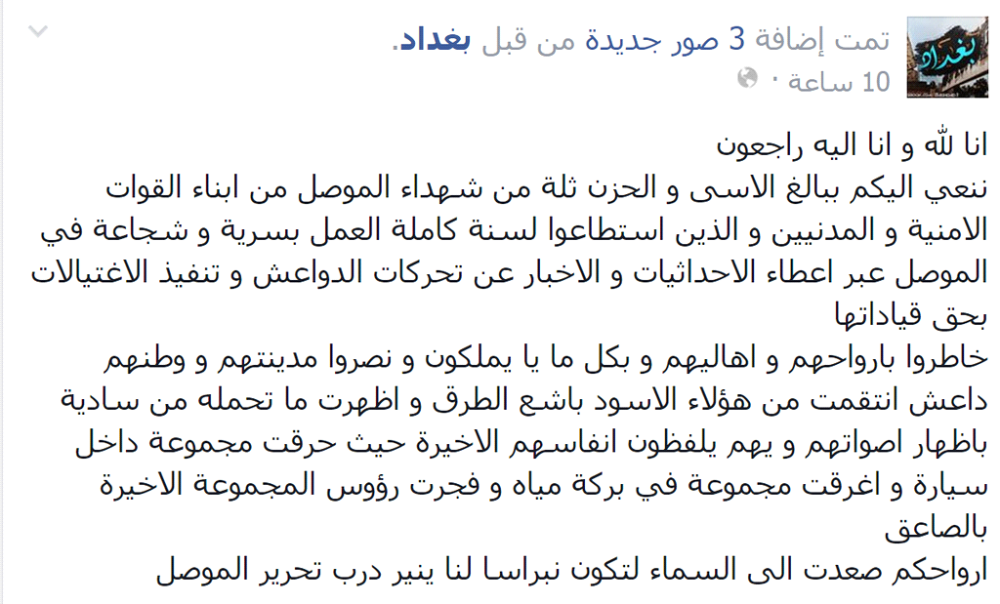 تمت إضافة 3 صور جديدة من قبل بغداد.
10 ساعة ·
بغداد
انا لله و انا اليه راجعون
ننعي اليكم ببالغ الاسى و الحزن ثلة من شهداء الموصل من ابناء القوات
الامنية و المدنيين و الذين استطاعوا لسنة كاملة العمل بسرية و شجاعة في
الموصل عبر اعطاء الاحداثيات و الاخبار عن تحركات الدواعش و تنفيذ الاغتيالات
بحق قياداتها
خاطروا بارواحهم و اهاليهم و بكل ما يا يملكون و نصروا مدينتهم و وطنهم
داعش انتقمت من هؤلاء الاسود باشع الطرق و اظهرت ما تحمله من سادية
باظهار اصواتهم و يهم يلفظون انفاسهم الاخيرة حيث حرقت مجموعة داخل
سيارة و اغرقت مجموعة في بركة مياه و فجرت رؤوس المجموعة الاخيرة
بالصاعق
ارواحكم صعدت الى السماء لتكون نبراسا لنا ينير درب تحرير الموصل